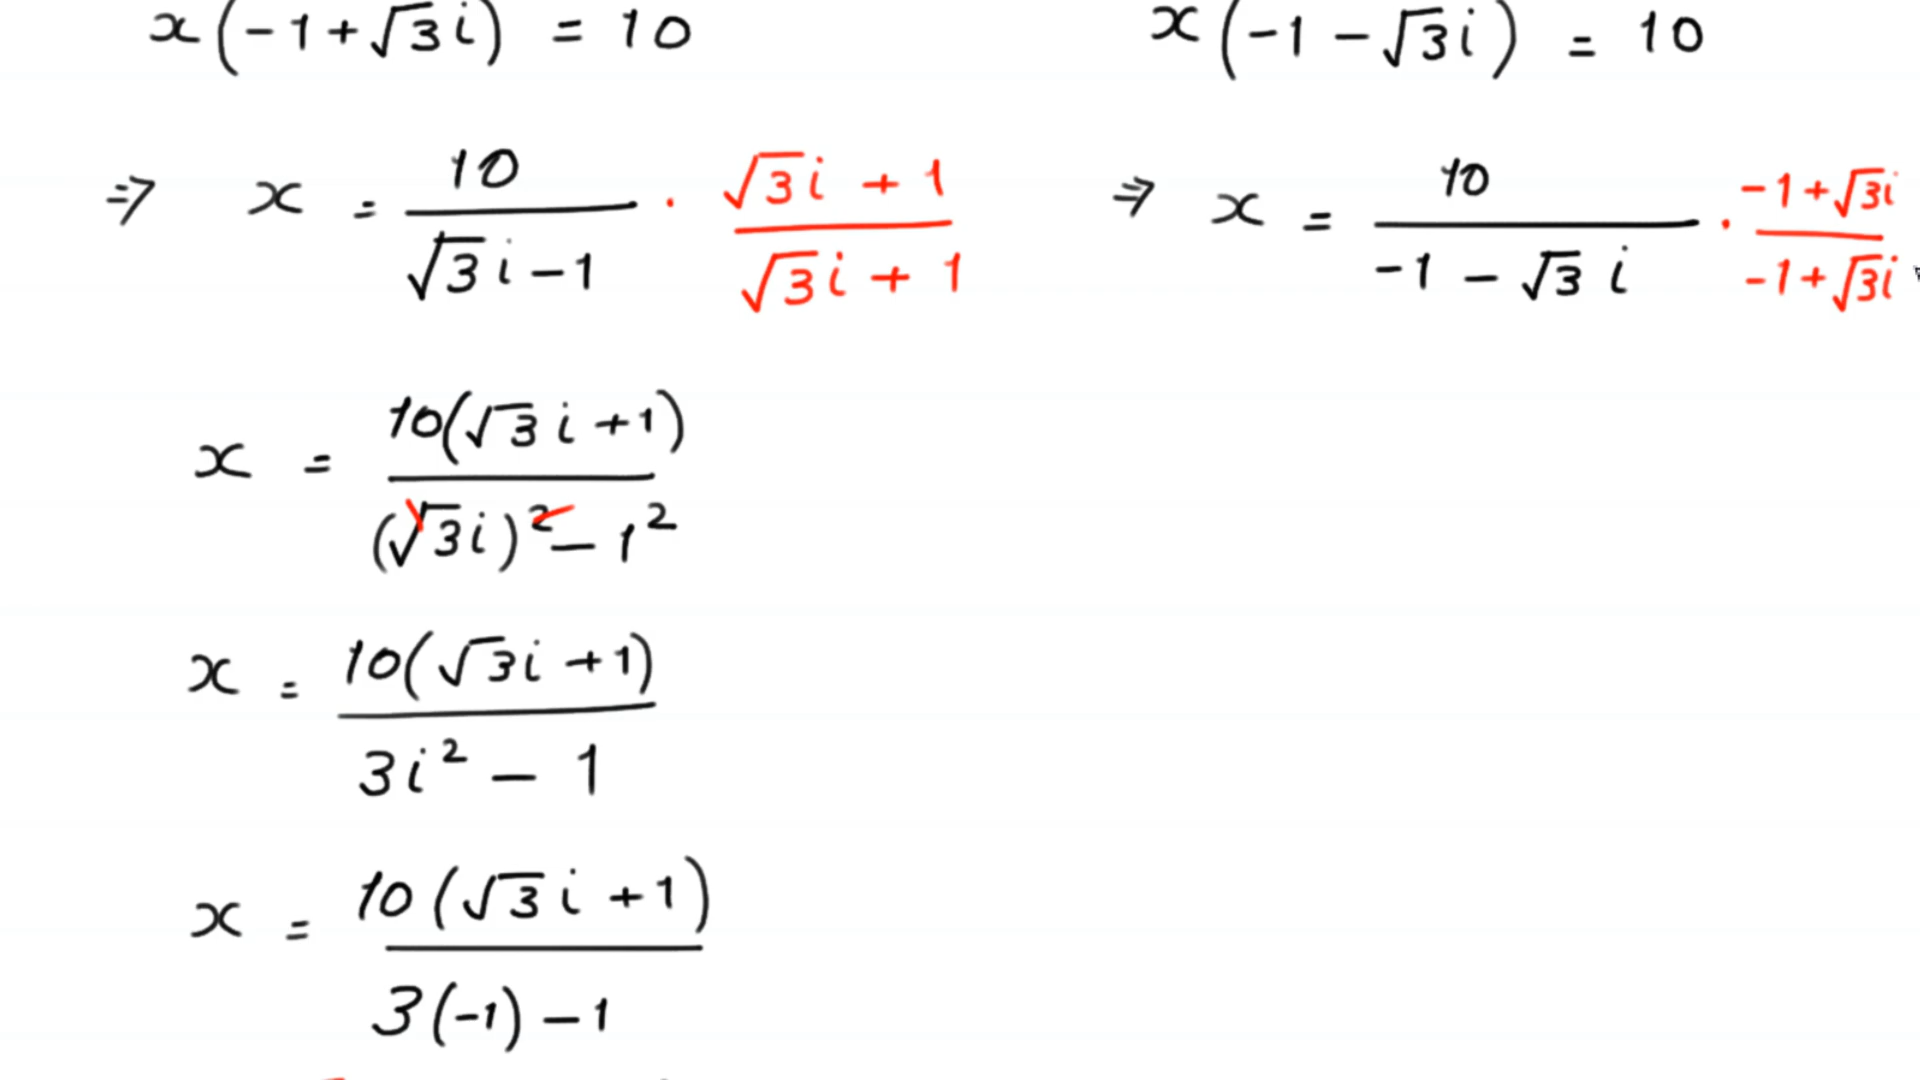 x(-1+√3i) = 10
⇒ x = 10/(√3i-1) · (√3i+1)/(√3i+1)
x = 10(√3i+1)/((√3i)²-1²)
x = 10(√3i+1)/(3i²-1)
x = 10(√3i+1)/(3(-1)-1)
x(-1-√3i) = 10
⇒ x = 10/(-1-√3i) · (-1+√3i)/(-1+√3i)